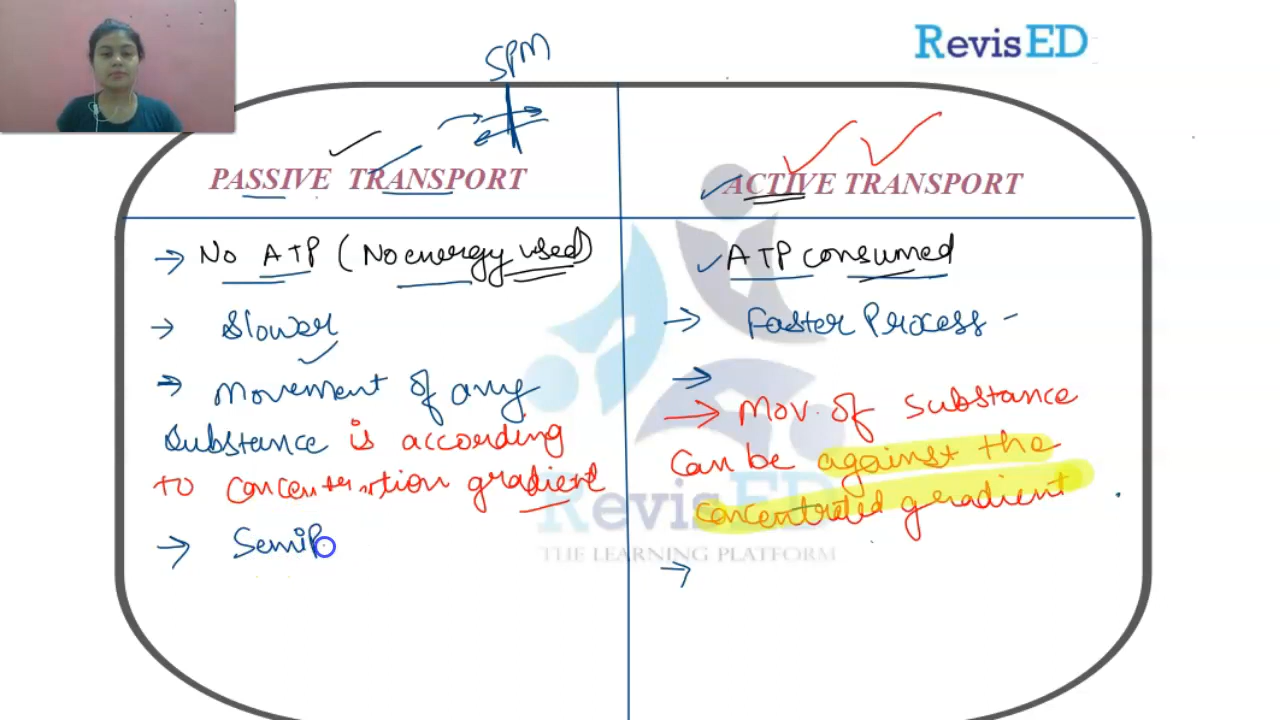 RevisED
SPM
PASSIVE TRANSPORT
ACTIVE TRANSPORT
→ No ATP (No energy used)
ATP consumed
→ Slower
→ Faster Process -
→ Movement of any
substance is according
to concentration gradient
→
→ Mov. of substance
can be against the
concentrated geradient
→ SemiP
→
RevisED
THE LEARNING PLATFORM